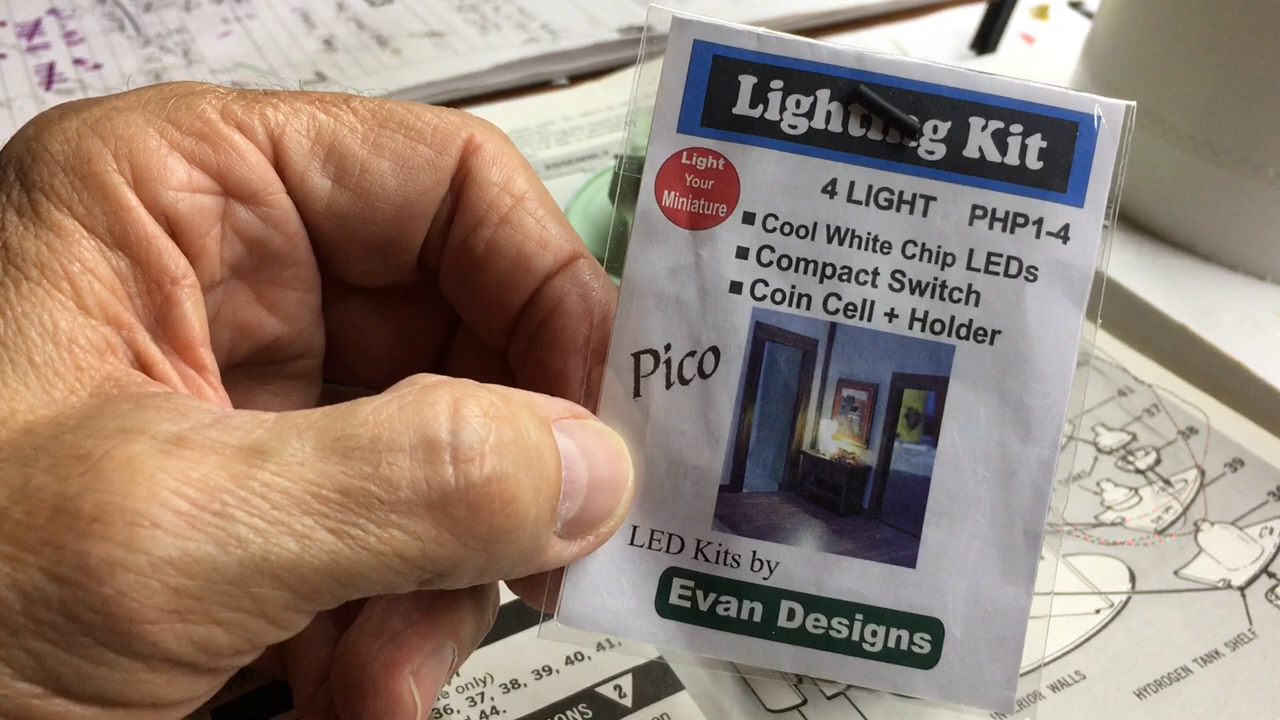 Lighting Kit
Light
Your
Miniature
4 LIGHT PHP1-4
Cool White Chip LEDs
Compact Switch
Coin Cell + Holder
Pico
LED Kits by
Evan Designs
41
37
38
39
36, 37, 38, 39, 40, 41,
44.
2
HYDROGEN TANK SHELF
WALLS